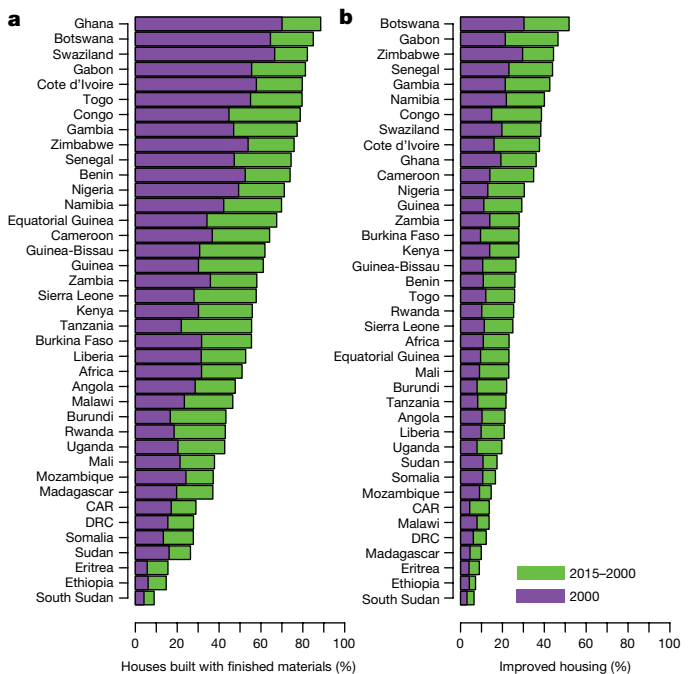 a
Ghana
Botswana
Swaziland
Gabon
Cote d'Ivoire
Togo
Congo
Gambia
Zimbabwe
Senegal
Benin
Nigeria
Namibia
Equatorial Guinea
Cameroon
Guinea-Bissau
Guinea
Zambia
Sierra Leone
Kenya
Tanzania
Burkina Faso
Liberia
Africa
Angola
Malawi
Burundi
Rwanda
Uganda
Mali
Mozambique
Madagascar
CAR
DRC
Somalia
Sudan
Eritrea
Ethiopia
South Sudan
0 20 40 60 80 100
Houses built with finished materials (%)
b
Botswana
Gabon
Zimbabwe
Senegal
Gambia
Namibia
Congo
Swaziland
Cote d'Ivoire
Ghana
Cameroon
Nigeria
Guinea
Zambia
Burkina Faso
Kenya
Guinea-Bissau
Benin
Togo
Rwanda
Sierra Leone
Africa
Equatorial Guinea
Mali
Burundi
Tanzania
Angola
Liberia
Uganda
Sudan
Somalia
Mozambique
CAR
Malawi
DRC
Madagascar
Eritrea
Ethiopia
South Sudan
2015–2000
2000
0 20 40 60 80 100
Improved housing (%)